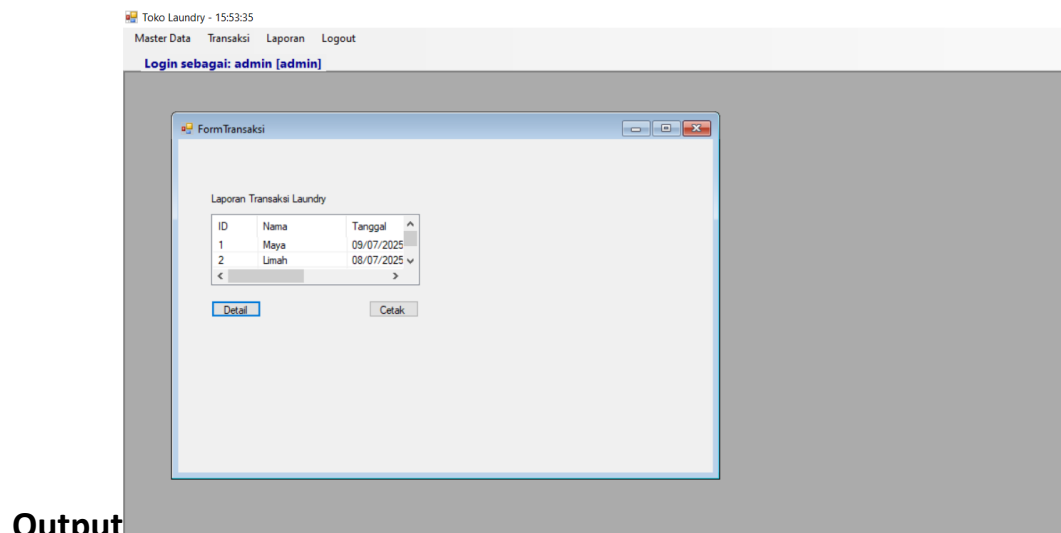 Toko Laundry - 15:53:35
Master Data Transaksi Laporan Logout
Login sebagai: admin [admin]
FormTransaksi
Laporan Transaksi Laundry
ID Nama Tanggal
1 Maya 09/07/2025
2 Limah 08/07/2025
Detail Cetak
Output